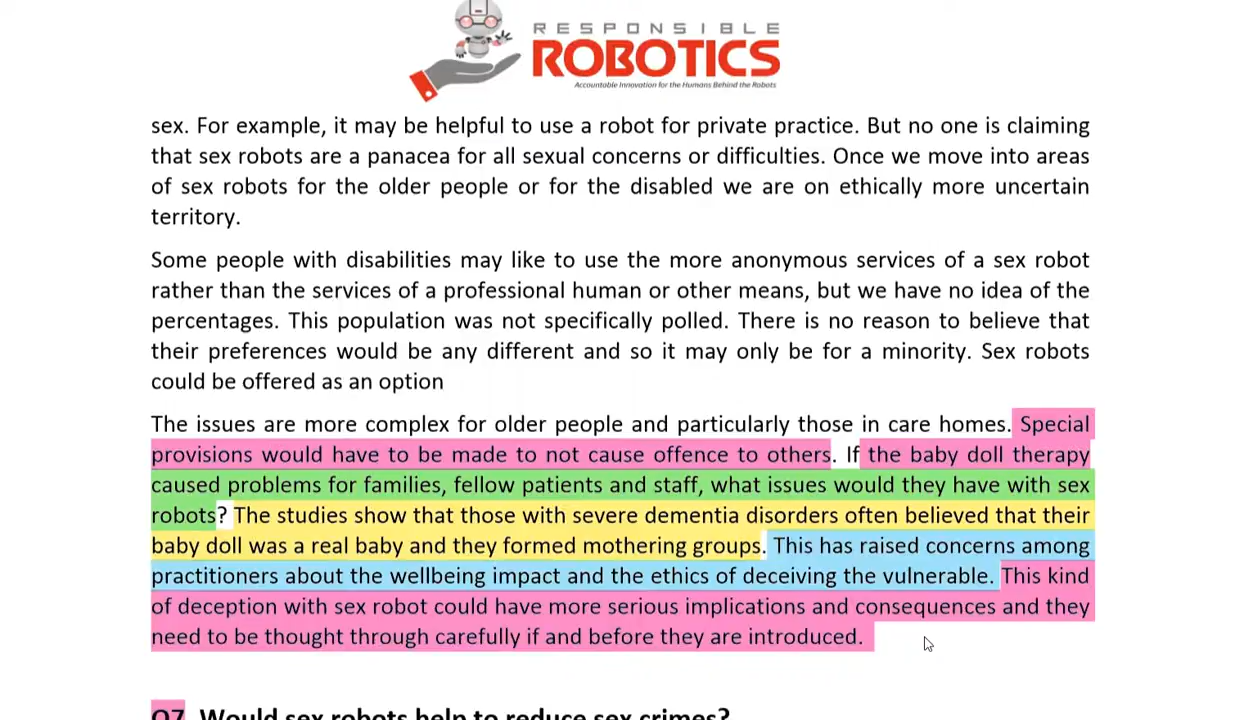 RESPONSIBLE
ROBOTICS
Accountable Innovation for the Humans Behind the Robots
sex. For example, it may be helpful to use a robot for private practice. But no one is claiming
that sex robots are a panacea for all sexual concerns or difficulties. Once we move into areas
of sex robots for the older people or for the disabled we are on ethically more uncertain
territory.
Some people with disabilities may like to use the more anonymous services of a sex robot
rather than the services of a professional human or other means, but we have no idea of the
percentages. This population was not specifically polled. There is no reason to believe that
their preferences would be any different and so it may only be for a minority. Sex robots
could be offered as an option
The issues are more complex for older people and particularly those in care homes. Special
provisions would have to be made to not cause offence to others. If the baby doll therapy
caused problems for families, fellow patients and staff, what issues would they have with sex
robots? The studies show that those with severe dementia disorders often believed that their
baby doll was a real baby and they formed mothering groups. This has raised concerns among
practitioners about the wellbeing impact and the ethics of deceiving the vulnerable. This kind
of deception with sex robot could have more serious implications and consequences and they
need to be thought through carefully if and before they are introduced.
Q7. Would sex robots help to reduce sex crimes?